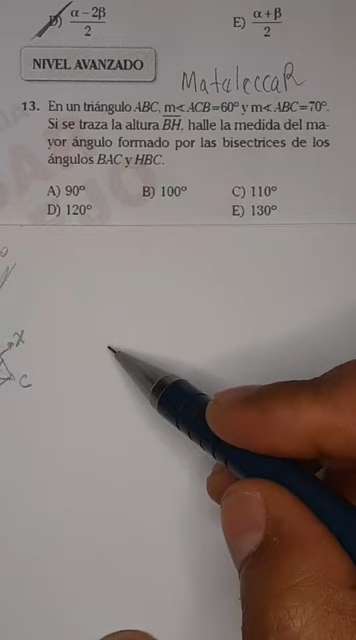 D) α – 2β / 2
E) α + β / 2
NIVEL AVANZADO
MataleccaR
13. En un triángulo ABC, m< ACB=60° y m< ABC=70°.
Si se traza la altura BH, halle la medida del ma-
yor ángulo formado por las bisectrices de los
ángulos BAC y HBC.
A) 90° B) 100° C) 110°
D) 120° E) 130°
X
C